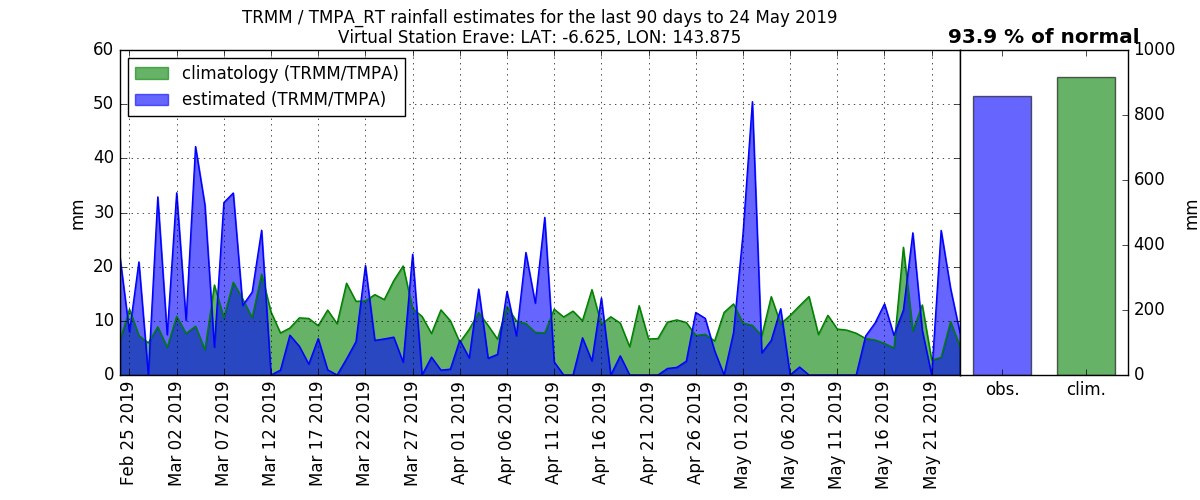 TRMM / TMPA_RT rainfall estimates for the last 90 days to 24 May 2019
Virtual Station Erave: LAT: -6.625, LON: 143.875
93.9 % of normal
climatology (TRMM/TMPA)
estimated (TRMM/TMPA)
60
50
40
30
20
10
0
mm
Feb 25 2019
Mar 02 2019
Mar 07 2019
Mar 12 2019
Mar 17 2019
Mar 22 2019
Mar 27 2019
Apr 01 2019
Apr 06 2019
Apr 11 2019
Apr 16 2019
Apr 21 2019
Apr 26 2019
May 01 2019
May 06 2019
May 11 2019
May 16 2019
May 21 2019
obs.
clim.
1000
800
600
400
200
0
mm